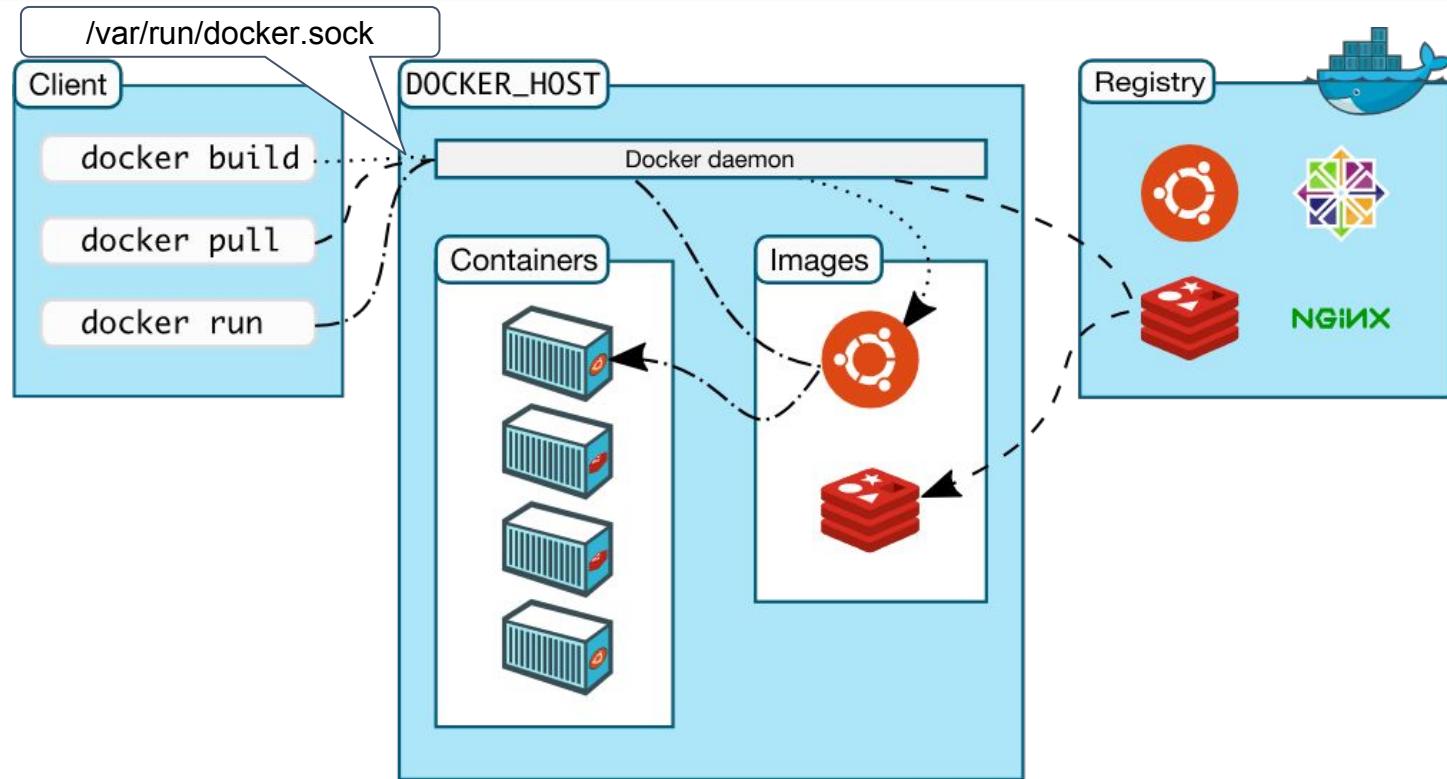 /var/run/docker.sock
Client
DOCKER_HOST
Registry
docker build
Docker daemon
docker pull
Containers
Images
docker run
NGINX